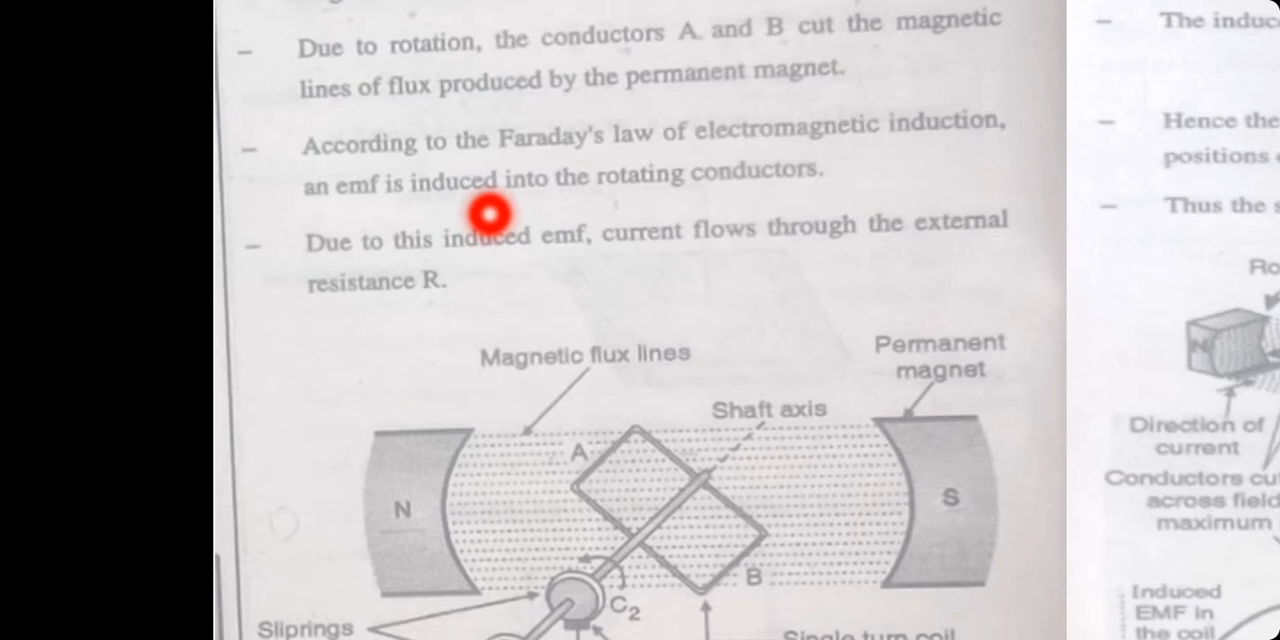 – Due to rotation, the conductors A and B cut the magnetic
lines of flux produced by the permanent magnet.
– According to the Faraday's law of electromagnetic induction,
an emf is induced into the rotating conductors.
– Due to this induced emf, current flows through the external
resistance R.
Magnetic flux lines
Permanent
magnet
Shaft axis
A
N
S
B
C2
Sliprings
Single turn coil
– The
– Hence the
positions
– Thus the
N
Direction of
current
Conductors
across field
maximum
Induced
EMF in
the coil